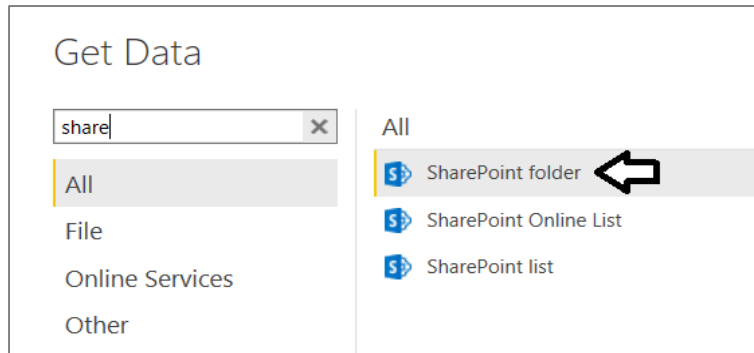 Get Data
share
All
File
Online Services
Other
All
SharePoint folder
SharePoint Online List
SharePoint list